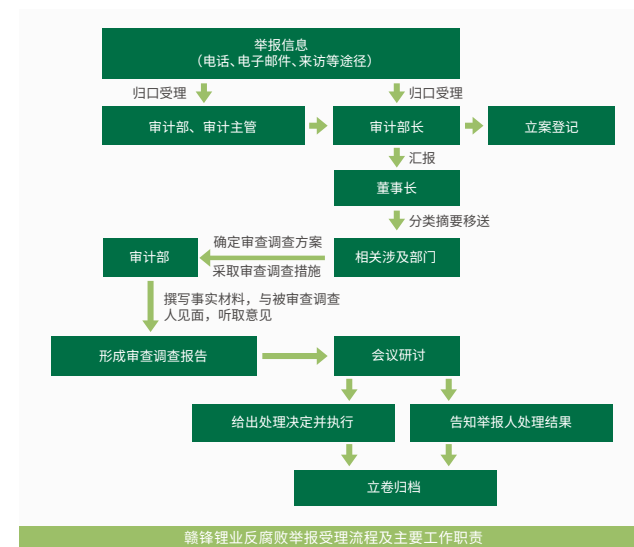 举报信息
（电话、电子邮件、来访等途径）
归口受理
归口受理
审计部、审计主管
审计部长
立案登记
汇报
董事长
分类摘要移送
审计部
确定审查调查方案
采取审查调查措施
相关涉及部门
撰写事实材料，与被审查调查
人见面，听取意见
形成审查调查报告
会议研讨
给出处理决定并执行
告知举报人处理结果
立卷归档
赣锋锂业反腐败举报受理流程及主要工作职责